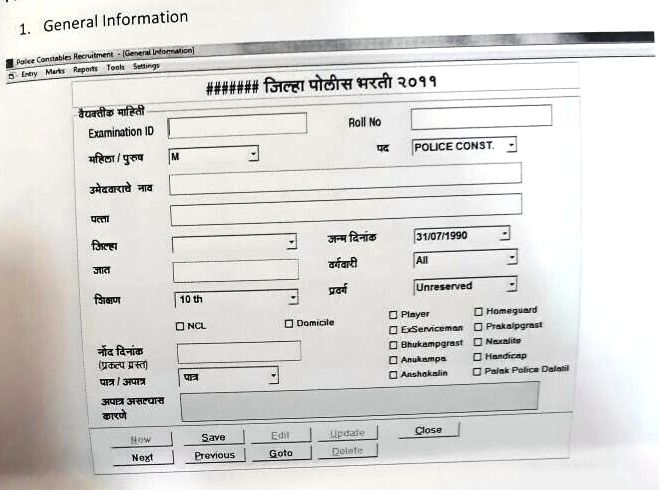 1. General Information
Police Constables Recruitment - [General Information]
Entry Marks Reports Tools Settings
####### जिल्हा पोलीस भरती २०११
वैयक्तीक माहिती
Examination ID Roll No
महिला / पुरुष M पद POLICE CONST.
उमेदवाराचे नाव
पत्ता
जिल्हा जन्म दिनांक 31/07/1990
जात वर्गवारी All
शिक्षण 10 th प्रवर्ग Unreserved
NCL Domicile Player Homeguard
ExServiceman Prakalpgrast
नोंद दिनांक Bhukampgrast Naxalite
(प्रकल्प ग्रस्त) Anukampa Handicap
पात्र / अपात्र पात्र Anshakalin Palak Police Dalatil
अपात्र असल्यास
कारणे
New Save Edit Update Close
Next Previous Goto Delete